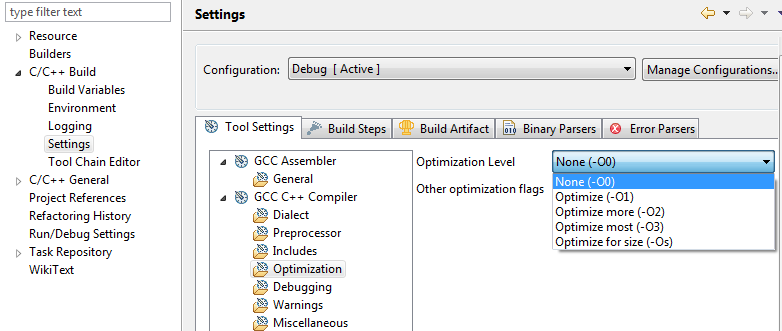 type filter text
Resource
Builders
C/C++ Build
Build Variables
Environment
Logging
Settings
Tool Chain Editor
C/C++ General
Project References
Refactoring History
Run/Debug Settings
Task Repository
WikiText
Settings
Configuration: Debug [ Active ] Manage Configurations..
Tool Settings Build Steps Build Artifact Binary Parsers Error Parsers
GCC Assembler
General
GCC C++ Compiler
Dialect
Preprocessor
Includes
Optimization
Debugging
Warnings
Miscellaneous
Optimization Level None (-O0)
Other optimization flags
None (-O0)
Optimize (-O1)
Optimize more (-O2)
Optimize most (-O3)
Optimize for size (-Os)